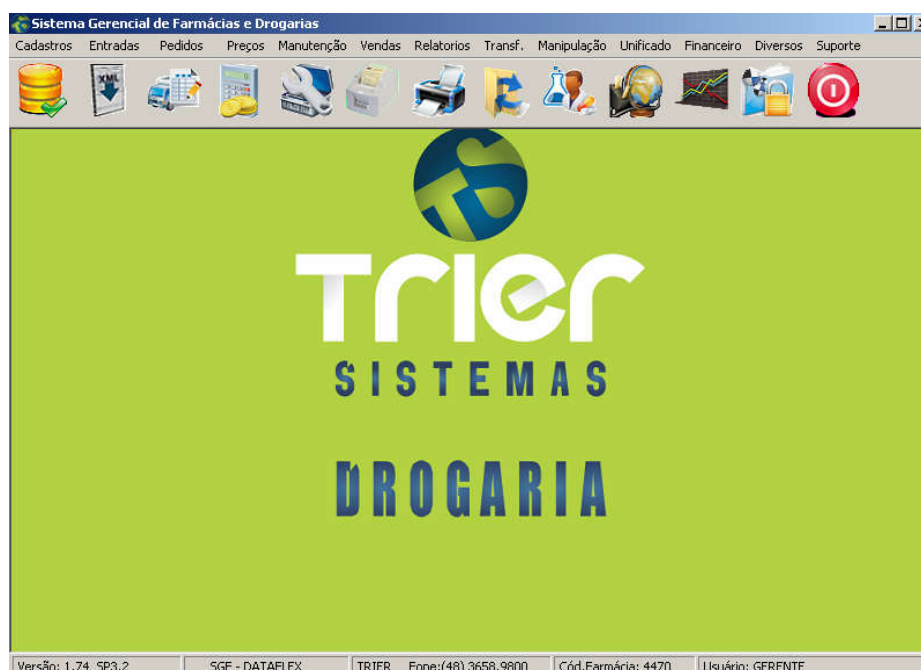 Sistema Gerencial de Farmácias e Drogarias
Cadastros Entradas Pedidos Preços Manutenção Vendas Relatorios Transf. Manipulação Unificado Financeiro Diversos Suporte
XML
TS
Trier
SISTEMAS
DROGARIA
Versão: 1.74 SP3.2 SGF - DATAFLEX TRIER Fone:(48) 3658.9800 Cód.Farmácia: 4470 Usuário: GERENTE